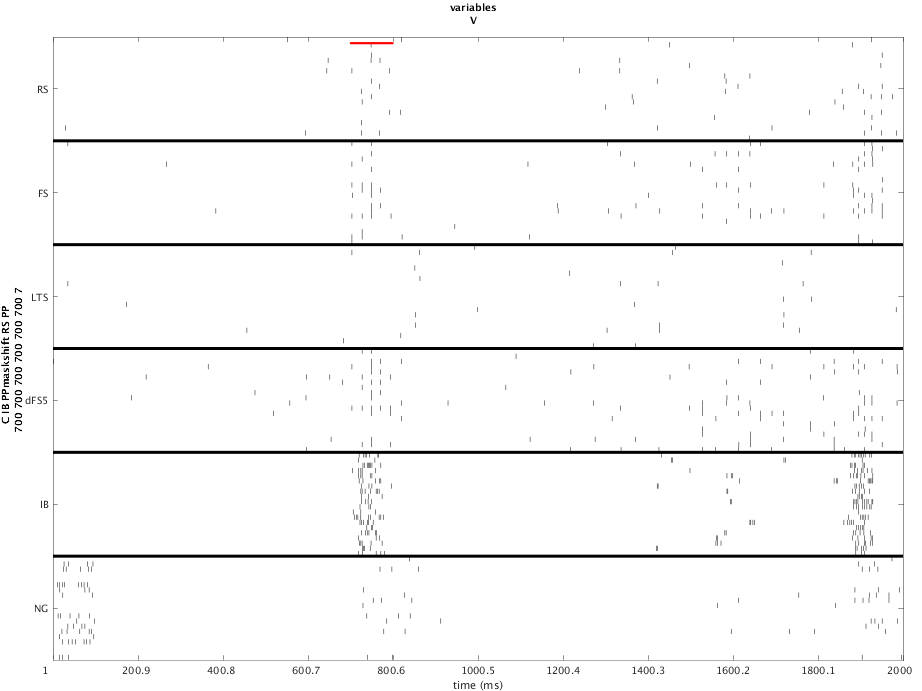 variables
V
RS
FS
LTS
dFS5
IB
NG
C IB PPmaskshift RS PP
700 700 700 700 700 700 7
1 200.9 400.8 600.7 800.6 1000.5 1200.4 1400.3 1600.2 1800.1 2000
time (ms)